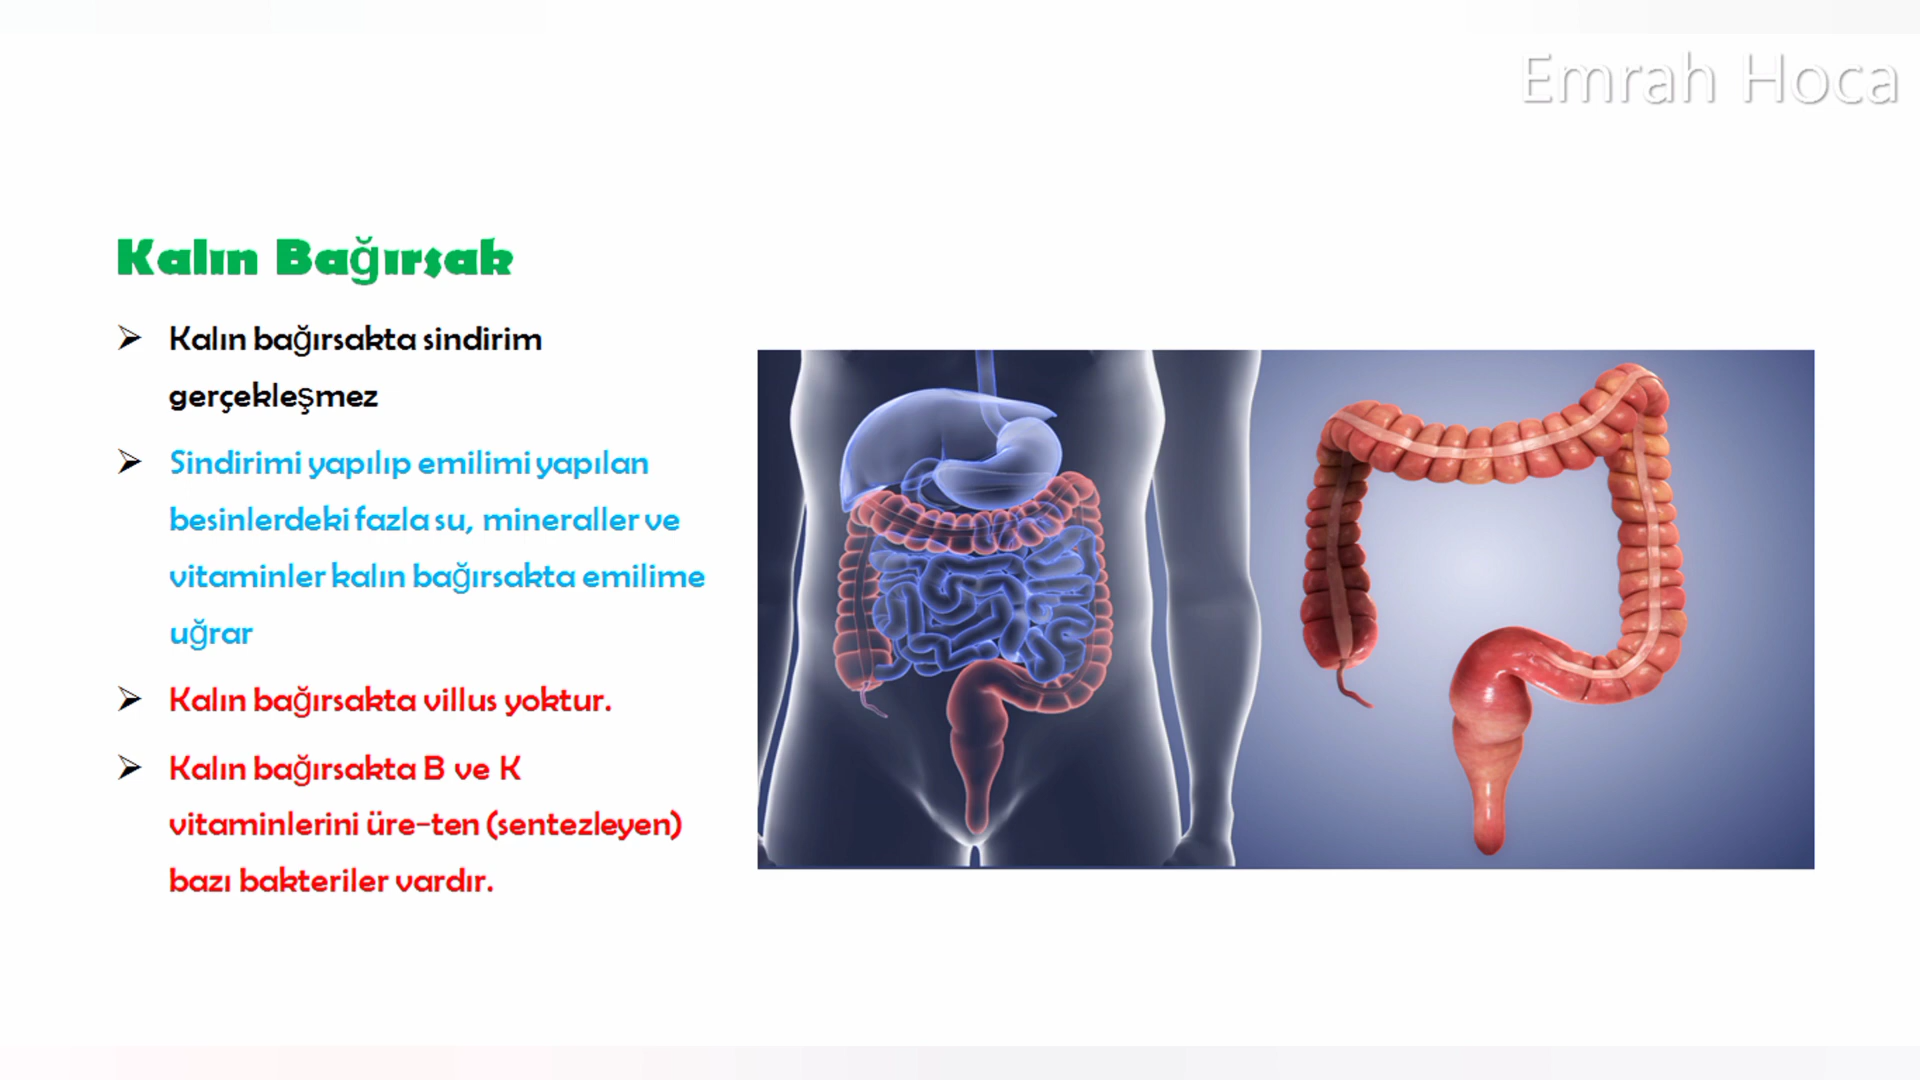 Emrah Hoca
Kalın Bağırsak
➢ Kalın bağırsakta sindirim
gerçekleşmez
➢ Sindirimi yapılıp emilimi yapılan
besinlerdeki fazla su, mineraller ve
vitaminler kalın bağırsakta emilime
uğrar
➢ Kalın bağırsakta villus yoktur.
➢ Kalın bağırsakta B ve K
vitaminlerini üre-ten (sentezleyen)
bazı bakteriler vardır.